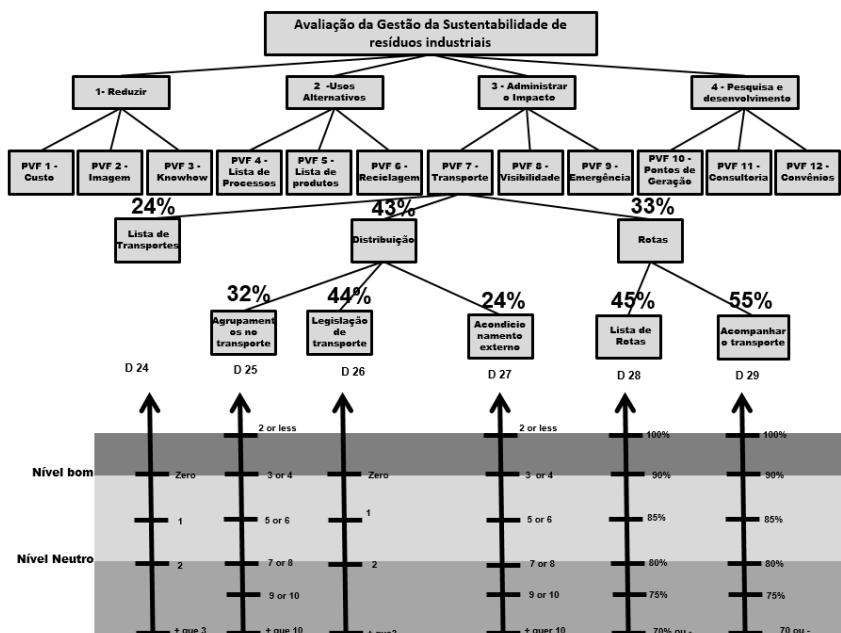 Avaliação da Gestão da Sustentabilidade de
resíduos industriais
1- Reduzir
2 -Usos
Alternativos
3 - Administrar
o Impacto
4 - Pesquisa e
desenvolvimento
PVF 1 -
Custo
PVF 2 -
Imagem
PVF 3 -
Knowhow
PVF 4 -
Lista de
Processos
PVF 5 -
Lista de
produtos
PVF 6 -
Reciclagem
PVF 7 -
Transporte
PVF 8 -
Visibilidade
PVF 9 -
Emergência
PVF 10 -
Pontos de
Geração
PVF 11 -
Consultoria
PVF 12 -
Convênios
24%
43%
33%
Lista de
Transportes
Distribuição
Rotas
32%
44%
24%
45%
55%
Agrupament
os no
transporte
Legislação
de
transporte
Acondicio
namento
externo
Lista de
Rotas
Acompanhar
o transporte
D 24
D 25
D 26
D 27
D 28
D 29
2 or less
2 or less
100%
100%
Nível bom
Zero
3 or 4
Zero
3 or 4
90%
90%
1
5 or 6
1
5 or 6
85%
85%
Nível Neutro
2
7 or 8
2
7 or 8
80%
80%
9 or 10
9 or 10
75%
75%
+ que 3
+ que 10
+ que3
+ quer 10
70% ou -
70 ou -